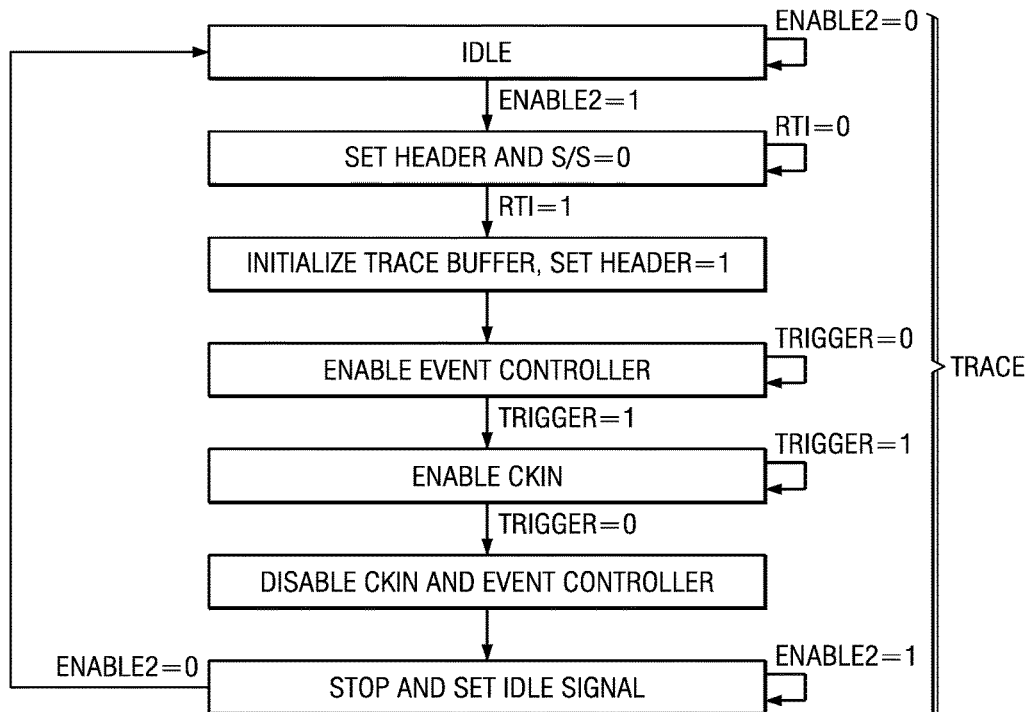 ENABLE2=0
IDLE
ENABLE2=1
RTI=0
SET HEADER AND S/S=0
RTI=1
INITIALIZE TRACE BUFFER, SET HEADER=1
TRIGGER=0
ENABLE EVENT CONTROLLER
TRACE
TRIGGER=1
TRIGGER=1
ENABLE CKIN
TRIGGER=0
DISABLE CKIN AND EVENT CONTROLLER
ENABLE2=0
ENABLE2=1
STOP AND SET IDLE SIGNAL